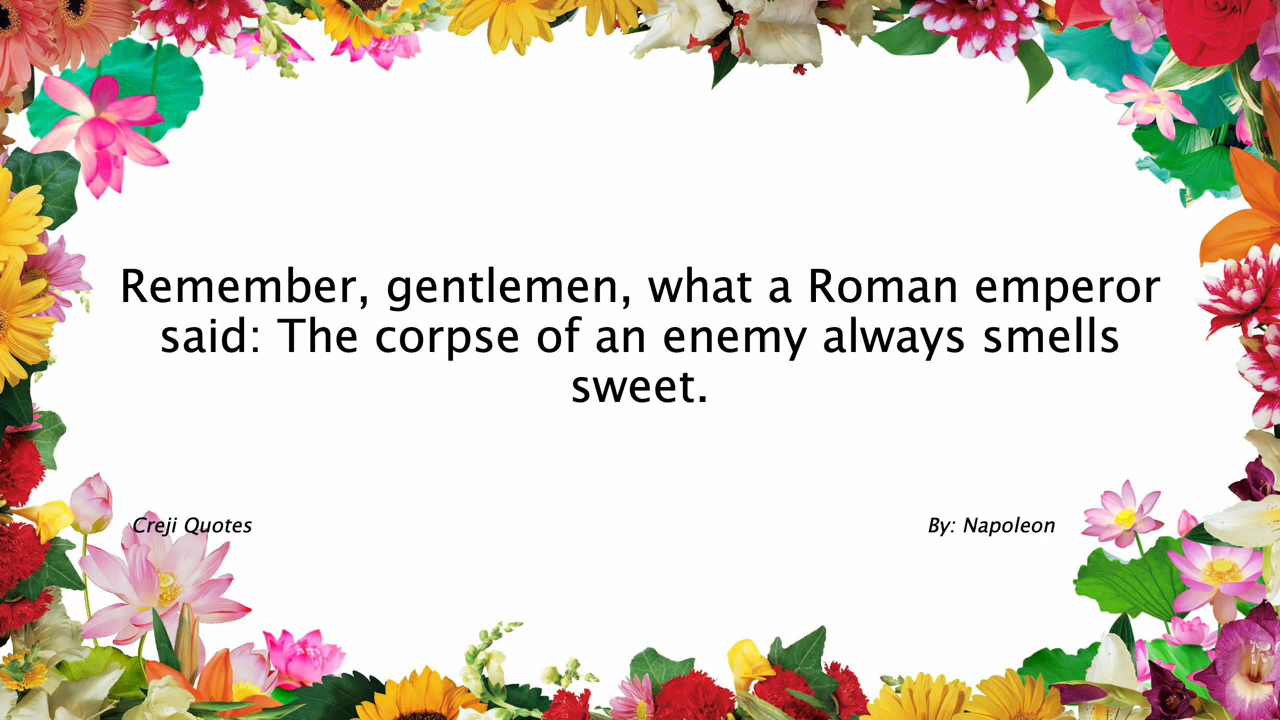 Remember, gentlemen, what a Roman emperor
said: The corpse of an enemy always smells
sweet.
Creji Quotes
By: Napoleon